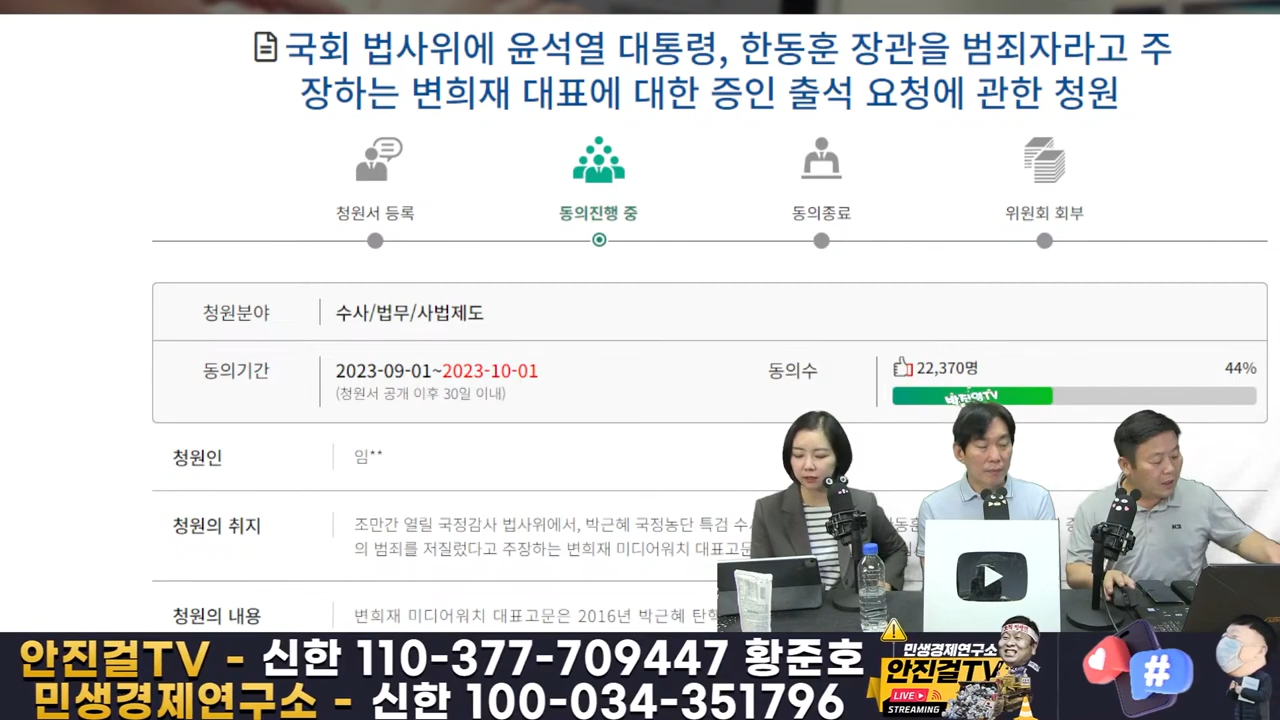 국회 법사위에 윤석열 대통령, 한동훈 장관을 범죄자라고 주
장하는 변희재 대표에 대한 증인 출석 요청에 관한 청원
청원서 등록
동의진행 중
동의종료
위원회 회부
청원분야
수사/법무/사법제도
동의기간
2023-09-01~2023-10-01
(청원서 공개 이후 30일 이내)
동의수
22,370명
44%
박진영TV
청원인
임**
청원의 취지
조만간 열릴 국정감사 법사위에서, 박근혜 국정농단 특검 수
의 범죄를 저질렀다고 주장하는 변희재 미디어워치 대표고문
청원의 내용
변희재 미디어워치 대표고문은 2016년 박근혜 탄핵
안진걸TV - 신한 110-377-709447 황준호
민생경제연구소 - 신한 100-034-351796
민생경제연구소
안진걸TV
LIVE
STREAMING
#